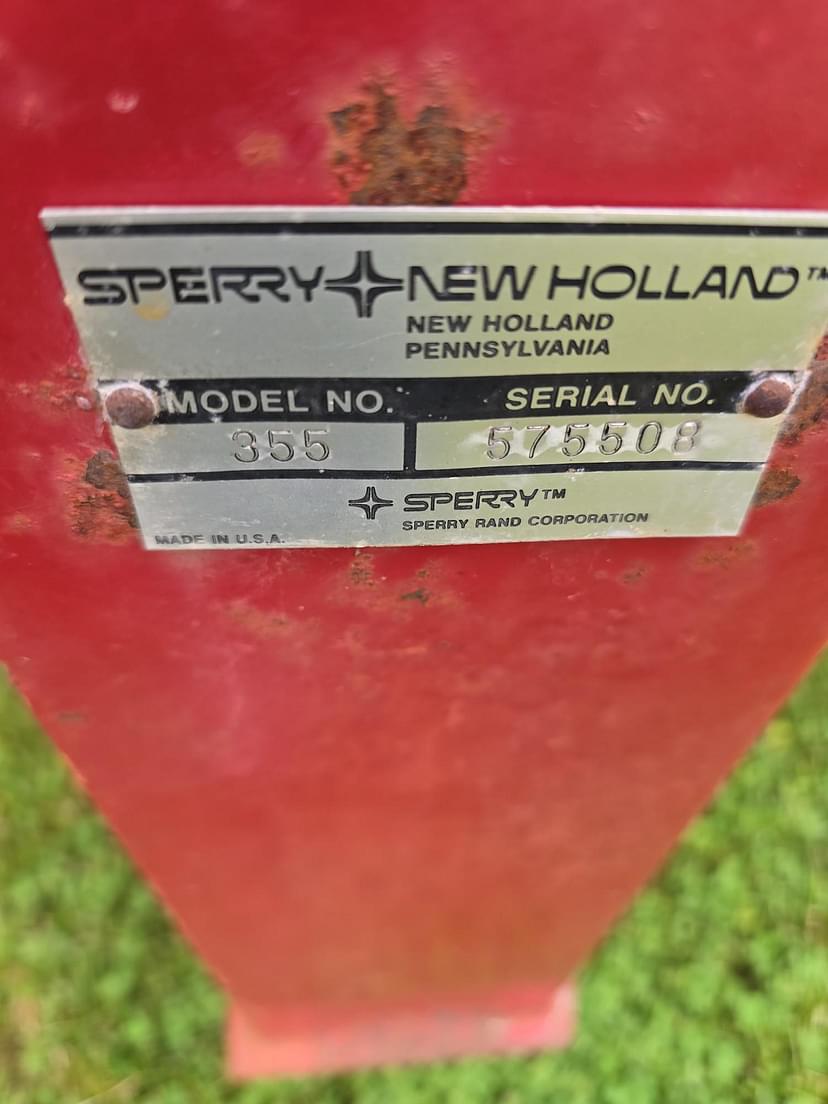 SPERRY NEW HOLLAND™
NEW HOLLAND
PENNSYLVANIA
MODEL NO. SERIAL NO.
355 575508
SPERRY™
SPERRY RAND CORPORATION
MADE IN U.S.A.